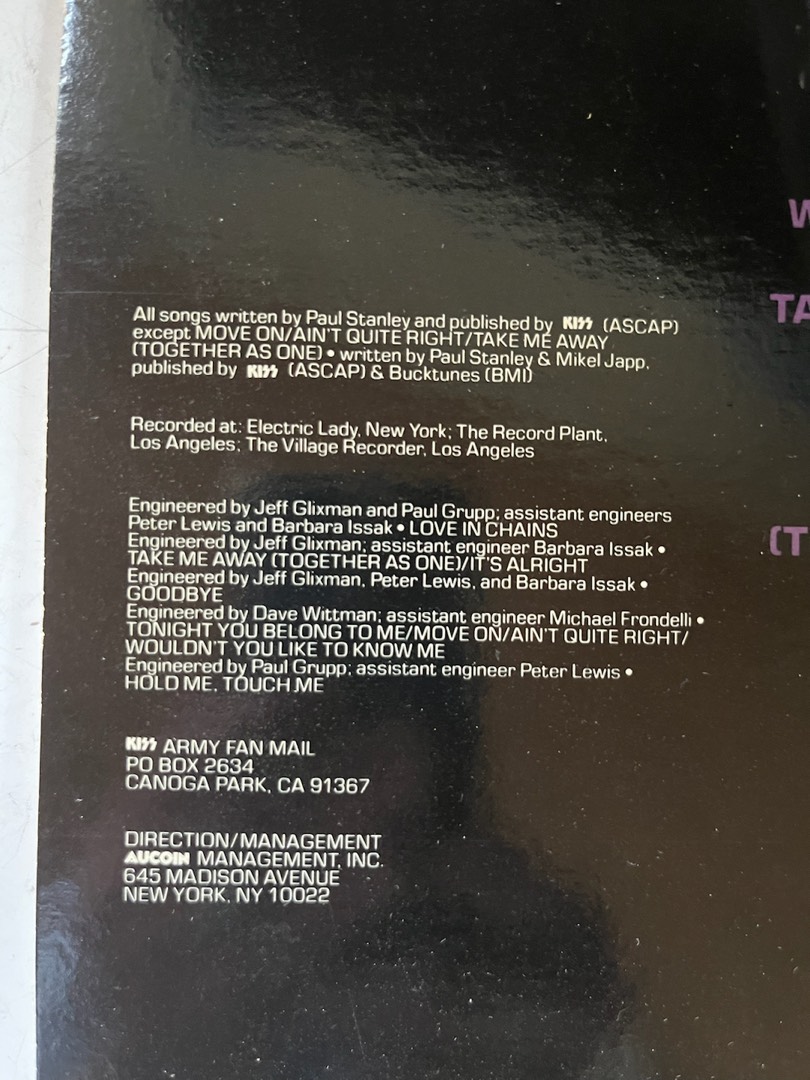 All songs written by Paul Stanley and published by KISS (ASCAP)
except MOVE ON/AIN'T QUITE RIGHT/TAKE ME AWAY
(TOGETHER AS ONE) • written by Paul Stanley & Mikel Japp,
published by KISS (ASCAP) & Bucktunes (BMI)
Recorded at: Electric Lady, New York; The Record Plant,
Los Angeles; The Village Recorder, Los Angeles
Engineered by Jeff Glixman and Paul Grupp; assistant engineers
Peter Lewis and Barbara Issak • LOVE IN CHAINS
Engineered by Jeff Glixman; assistant engineer Barbara Issak •
TAKE ME AWAY (TOGETHER AS ONE)/IT'S ALRIGHT
Engineered by Jeff Glixman, Peter Lewis, and Barbara Issak •
GOODBYE
Engineered by Dave Wittman; assistant engineer Michael Frondelli •
TONIGHT YOU BELONG TO ME/MOVE ON/AIN'T QUITE RIGHT/
WOULDN'T YOU LIKE TO KNOW ME
Engineered by Paul Grupp; assistant engineer Peter Lewis •
HOLD ME, TOUCH ME
KISS ARMY FAN MAIL
PO BOX 2634
CANOGA PARK, CA 91367
DIRECTION/MANAGEMENT
AUCOIN MANAGEMENT, INC.
645 MADISON AVENUE
NEW YORK, NY 10022
W
TA
(T